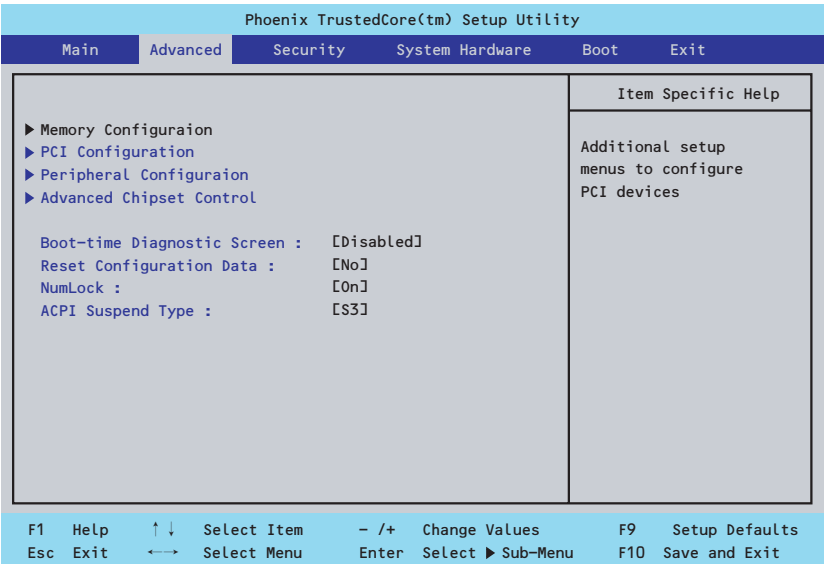 Phoenix TrustedCore(tm) Setup Utility
Main Advanced Security System Hardware Boot Exit
Item Specific Help
▶ Memory Configuraion
▶ PCI Configuration
▶ Peripheral Configuraion
▶ Advanced Chipset Control
Boot-time Diagnostic Screen : [Disabled]
Reset Configuration Data : [No]
NumLock : [On]
ACPI Suspend Type : [S3]
Additional setup
menus to configure
PCI devices
F1 Help ↑↓ Select Item - /+ Change Values F9 Setup Defaults
Esc Exit ←→ Select Menu Enter Select ▶ Sub-Menu F10 Save and Exit